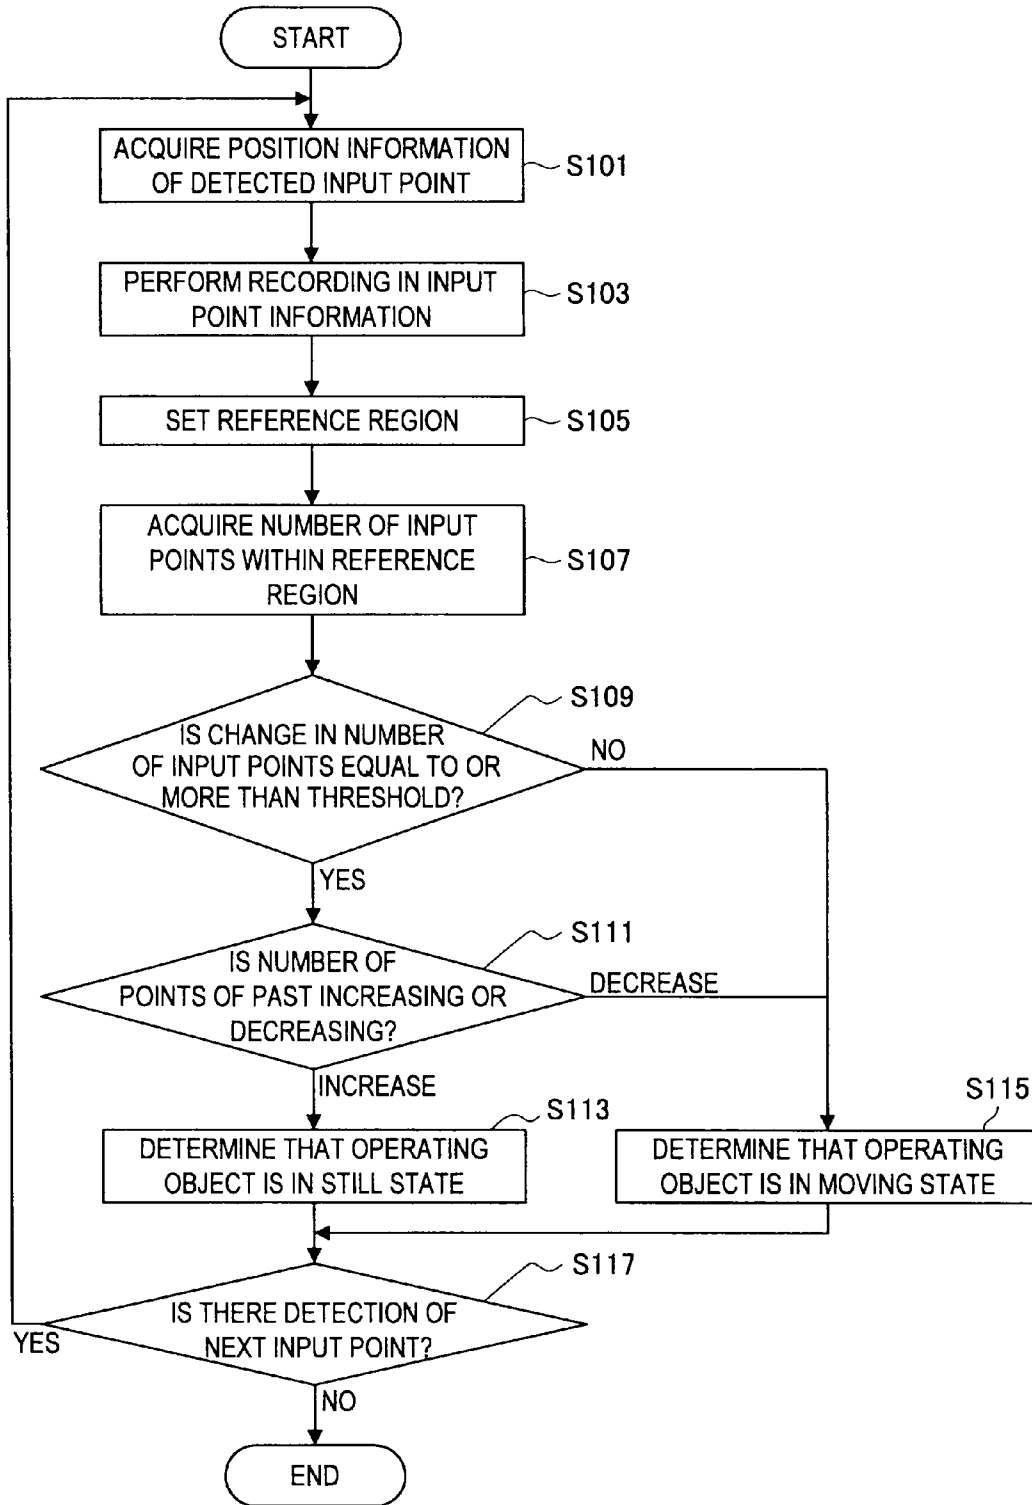 START
ACQUIRE POSITION INFORMATION
OF DETECTED INPUT POINT
S101
PERFORM RECORDING IN INPUT
POINT INFORMATION
S103
SET REFERENCE REGION
S105
ACQUIRE NUMBER OF INPUT
POINTS WITHIN REFERENCE
REGION
S107
S109
IS CHANGE IN NUMBER
OF INPUT POINTS EQUAL TO OR
MORE THAN THRESHOLD?
NO
YES
S111
IS NUMBER OF
POINTS OF PAST INCREASING OR
DECREASING?
DECREASE
INCREASE
S113
DETERMINE THAT OPERATING
OBJECT IS IN STILL STATE
S115
DETERMINE THAT OPERATING
OBJECT IS IN MOVING STATE
S117
IS THERE DETECTION OF
NEXT INPUT POINT?
YES
NO
END